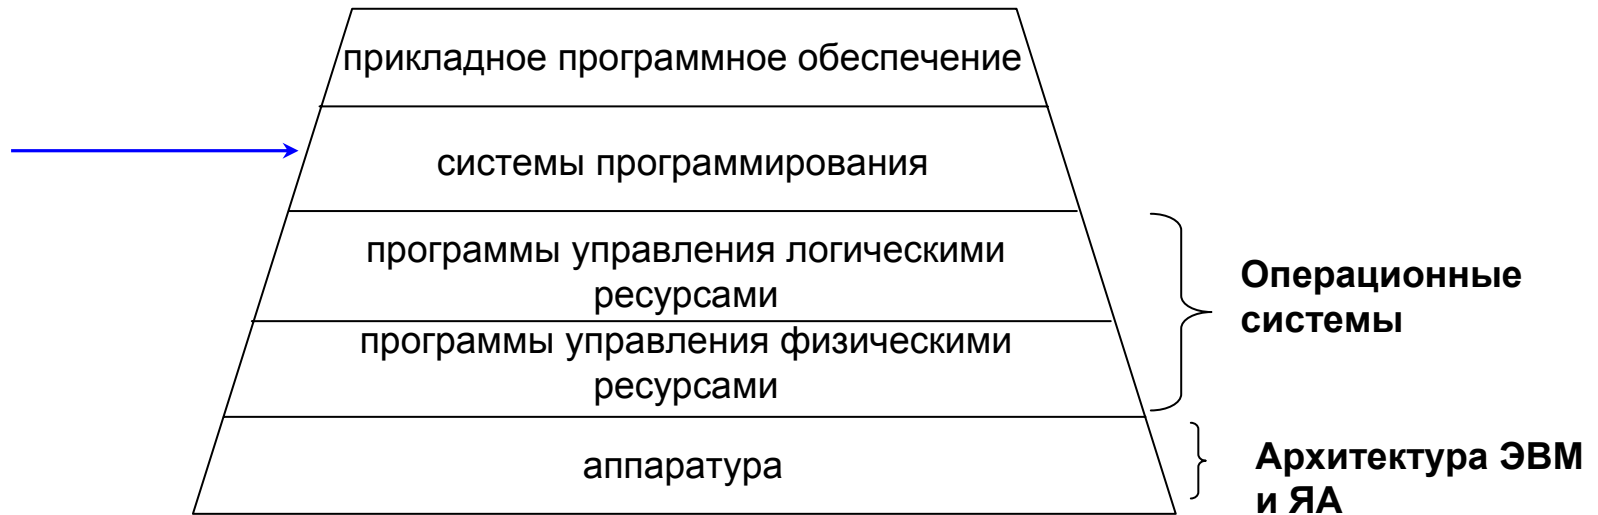 прикладное программное обеспечение
системы программирования
программы управления логическими
ресурсами
программы управления физическими
ресурсами
Операционные
системы
аппаратура
Архитектура ЭВМ
и ЯА